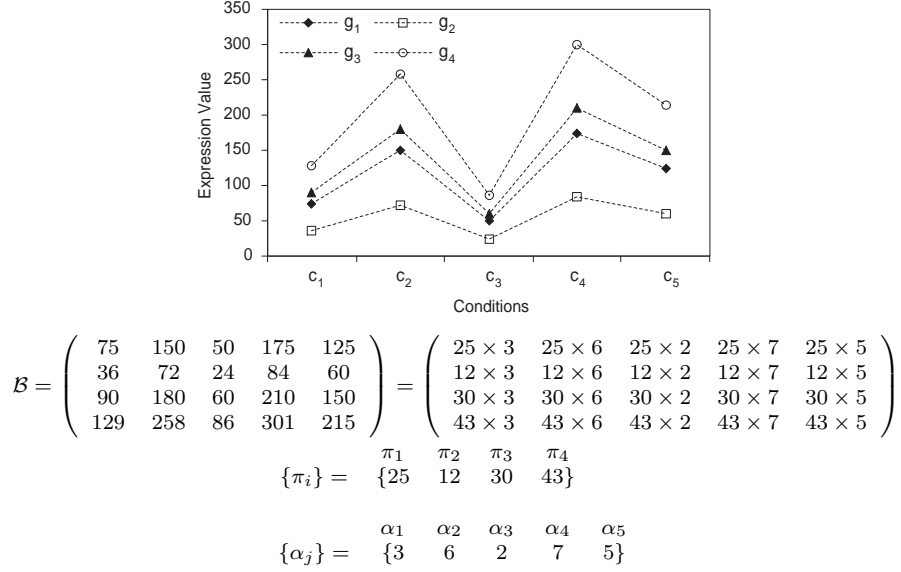 350
300
250
200
150
100
50
0
Expression Value
g1 g2
g3 g4
c1 c2 c3 c4 c5
Conditions
B = ( 75 150 50 175 125 ) = ( 25 × 3 25 × 6 25 × 2 25 × 7 25 × 5 )
36 72 24 84 60 12 × 3 12 × 6 12 × 2 12 × 7 12 × 5
90 180 60 210 150 30 × 3 30 × 6 30 × 2 30 × 7 30 × 5
129 258 86 301 215 43 × 3 43 × 6 43 × 2 43 × 7 43 × 5
π1 π2 π3 π4
{πi} = {25 12 30 43}
α1 α2 α3 α4 α5
{αj} = {3 6 2 7 5}